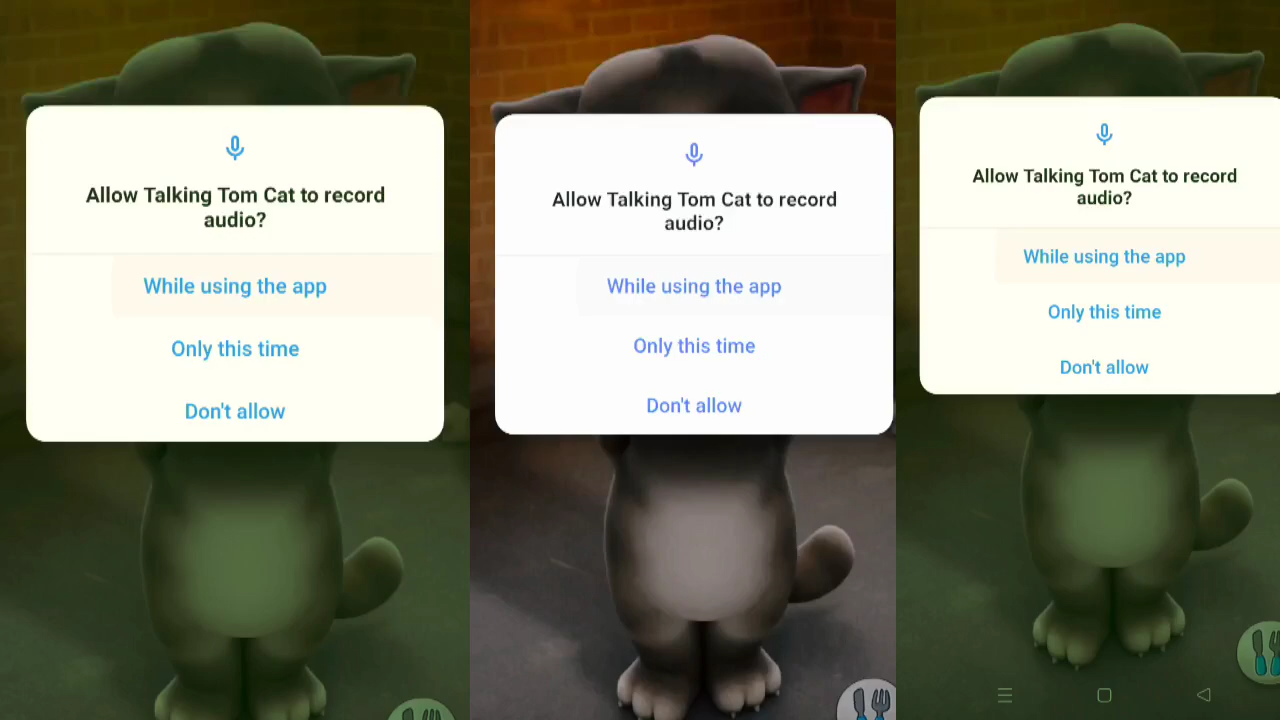 Allow Talking Tom Cat to record
audio?
While using the app
Only this time
Don't allow
Allow Talking Tom Cat to record
audio?
While using the app
Only this time
Don't allow
Allow Talking Tom Cat to record
audio?
While using the app
Only this time
Don't allow